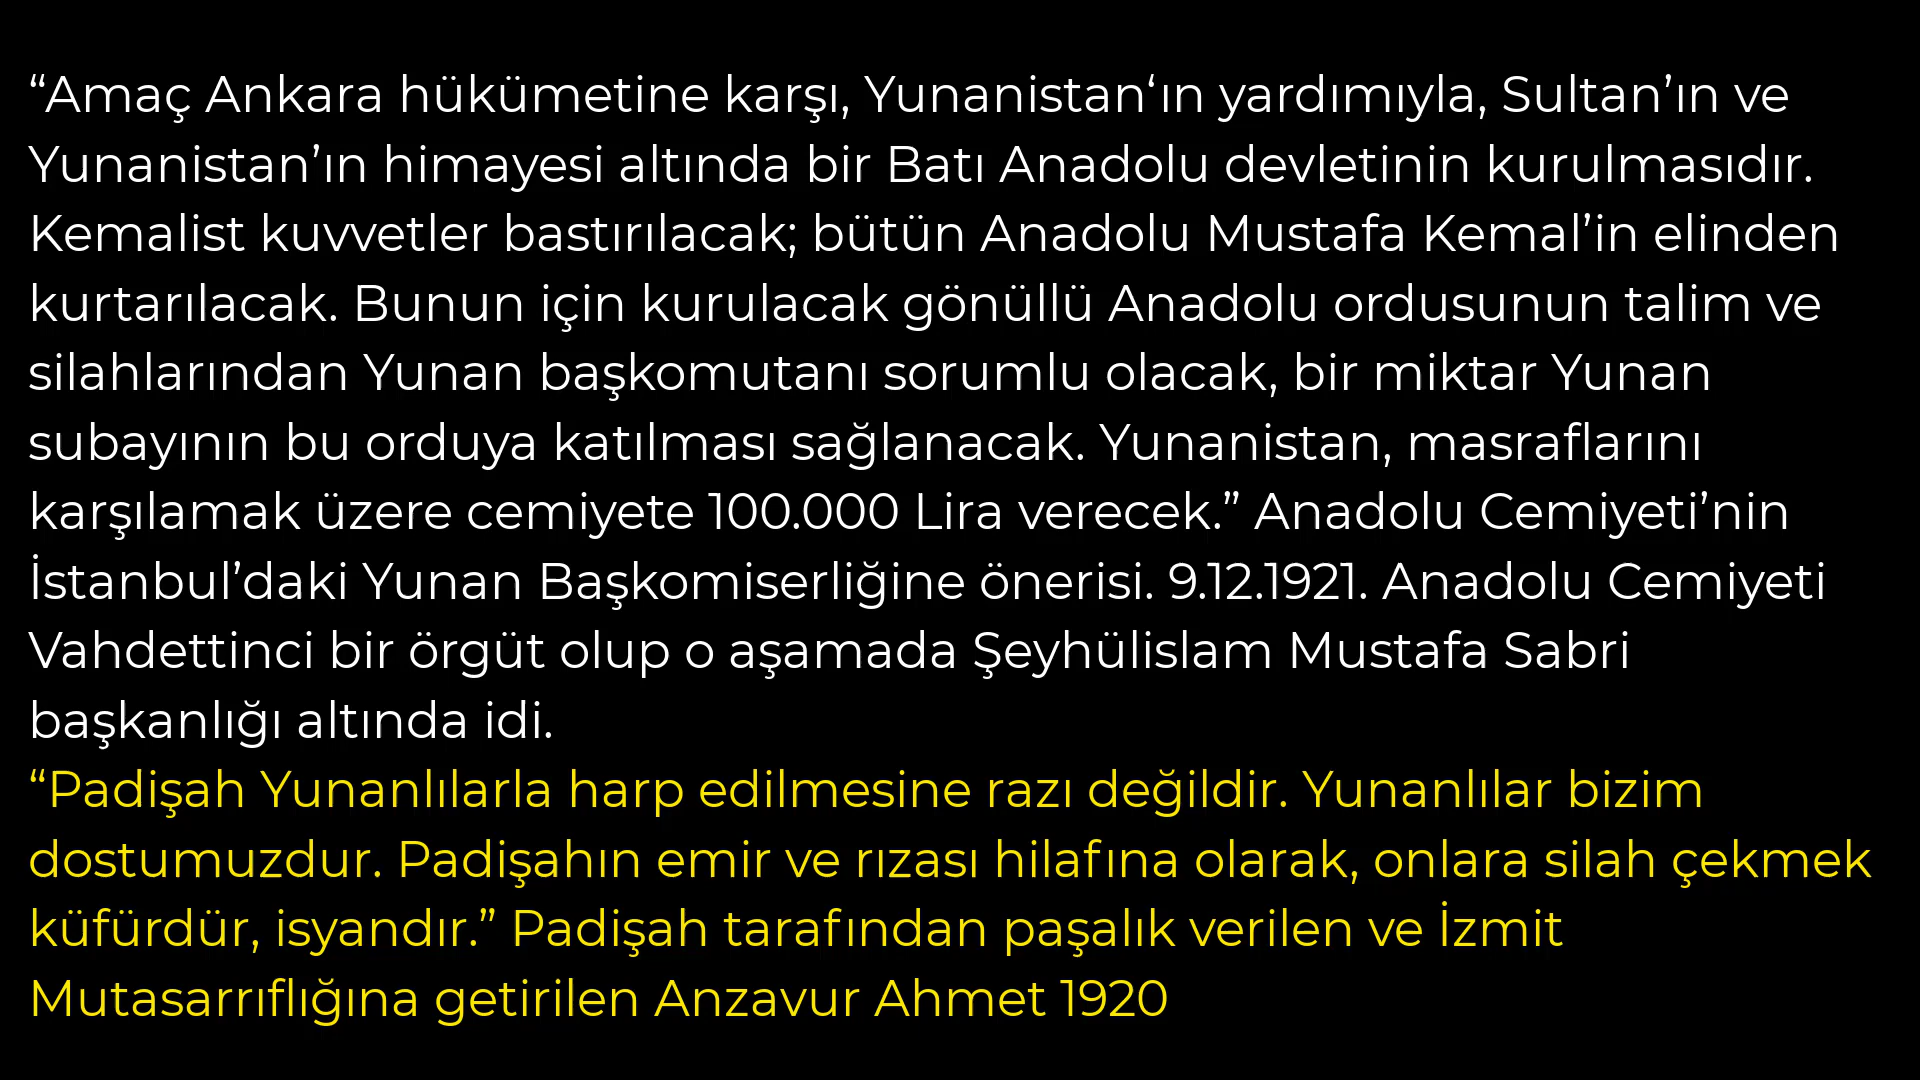 “Amaç Ankara hükümetine karşı, Yunanistan‘ın yardımıyla, Sultan’ın ve
Yunanistan’ın himayesi altında bir Batı Anadolu devletinin kurulmasıdır.
Kemalist kuvvetler bastırılacak; bütün Anadolu Mustafa Kemal’in elinden
kurtarılacak. Bunun için kurulacak gönüllü Anadolu ordusunun talim ve
silahlarından Yunan başkomutanı sorumlu olacak, bir miktar Yunan
subayının bu orduya katılması sağlanacak. Yunanistan, masraflarını
karşılamak üzere cemiyete 100.000 Lira verecek.” Anadolu Cemiyeti’nin
İstanbul’daki Yunan Başkomiserliğine önerisi. 9.12.1921. Anadolu Cemiyeti
Vahdettinci bir örgüt olup o aşamada Şeyhülislam Mustafa Sabri
başkanlığı altında idi.
“Padişah Yunanlılarla harp edilmesine razı değildir. Yunanlılar bizim
dostumuzdur. Padişahın emir ve rızası hilafına olarak, onlara silah çekmek
küfürdür, isyandır.” Padişah tarafından paşalık verilen ve İzmit
Mutasarrıflığına getirilen Anzavur Ahmet 1920